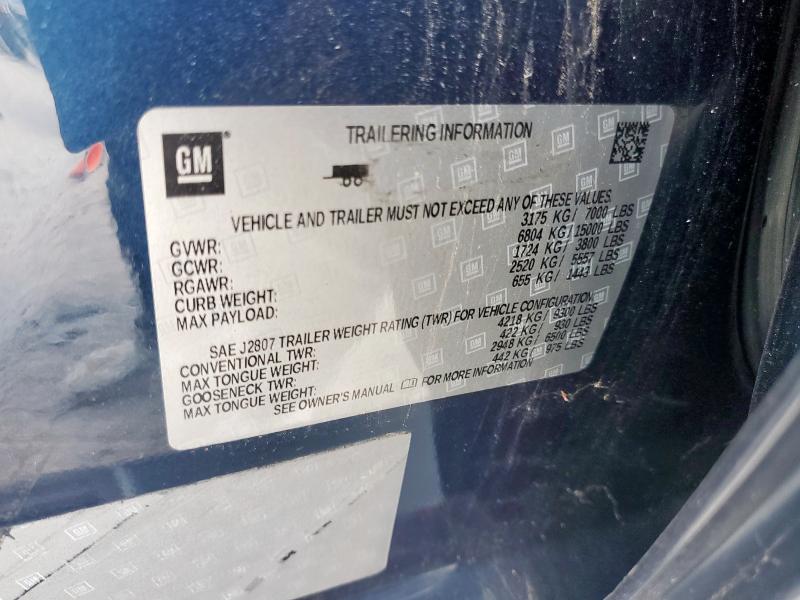 GM
TRAILERING INFORMATION
VEHICLE AND TRAILER MUST NOT EXCEED ANY OF THESE VALUES.
GVWR: 3175 KG / 7000 LBS
GCWR: 6804 KG / 15000 LBS
RGAWR: 1724 KG / 3800 LBS
CURB WEIGHT: 2520 KG / 5557 LBS
MAX PAYLOAD: 655 KG / 1443 LBS
SAE J2807 TRAILER WEIGHT RATING (TWR) FOR VEHICLE CONFIGURATION
CONVENTIONAL TWR: 4218 KG / 9300 LBS
MAX TONGUE WEIGHT: 422 KG / 930 LBS
GOOSENECK TWR: 2948 KG / 6500 LBS
MAX TONGUE WEIGHT: 442 KG / 975 LBS
SEE OWNER'S MANUAL FOR MORE INFORMATION